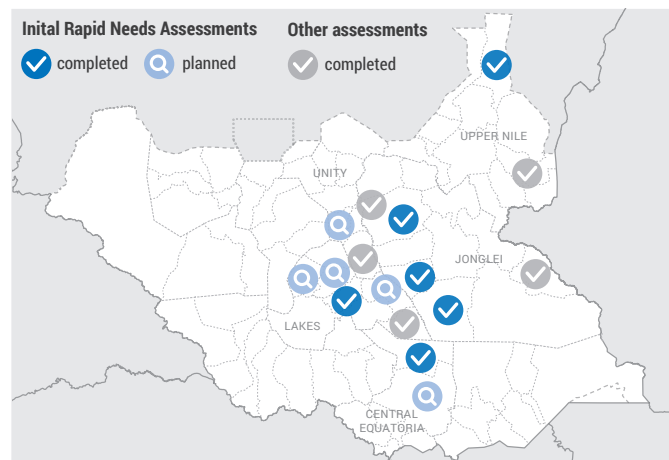 Inital Rapid Needs Assessments
Other assessments
completed
planned
completed
UPPER NILE
UNITY
JONGLEI
LAKES
CENTRAL
EQUATORIA